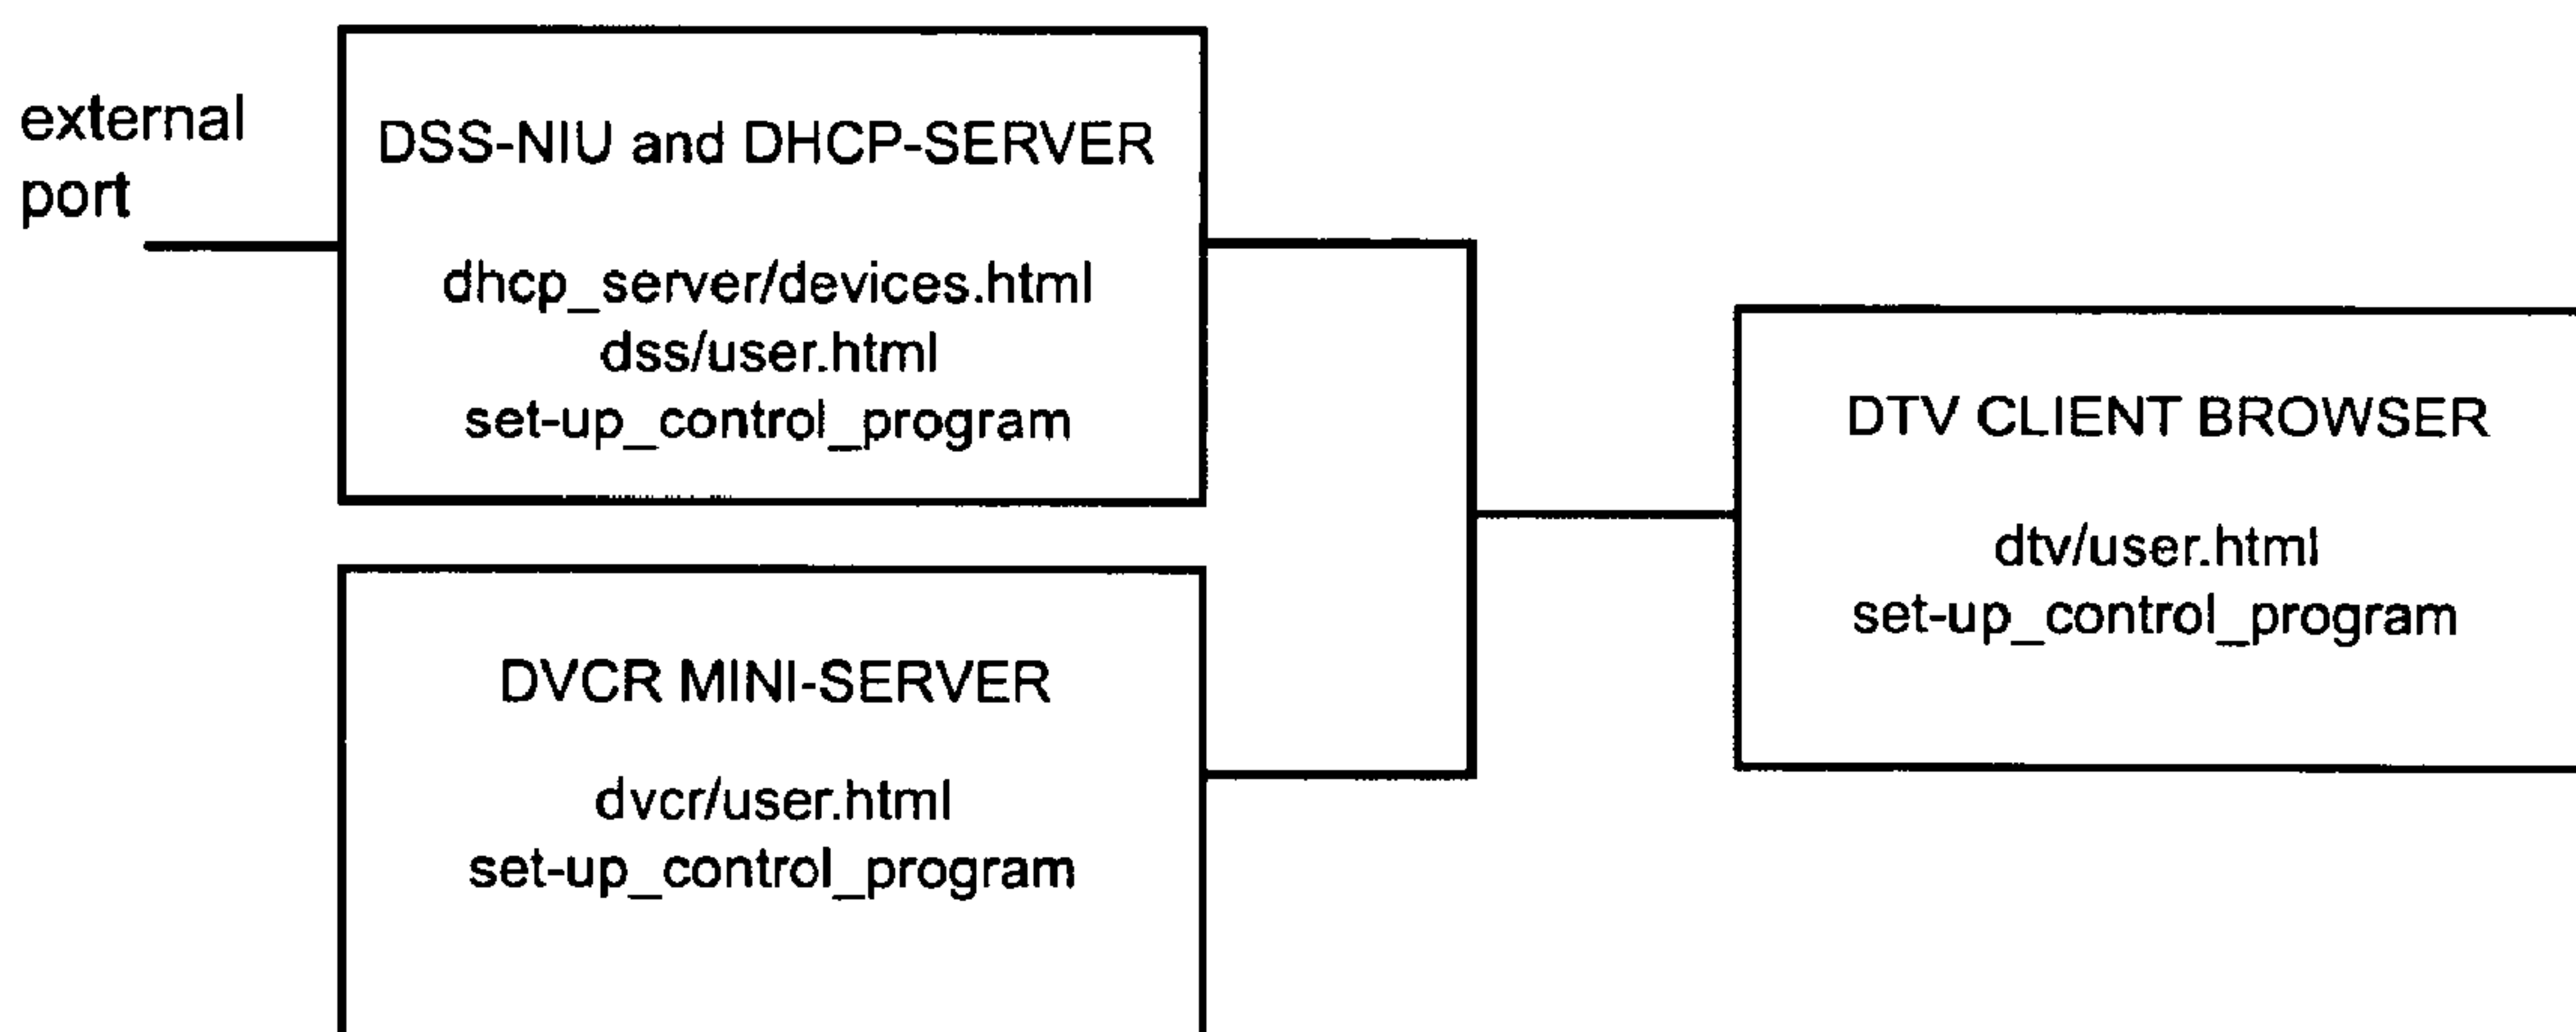 external
port
DSS-NIU and DHCP-SERVER
dhcp_server/devices.html
dss/user.html
set-up_control_program
DVCR MINI-SERVER
dvcr/user.html
set-up_control_program
DTV CLIENT BROWSER
dtv/user.html
set-up_control_program